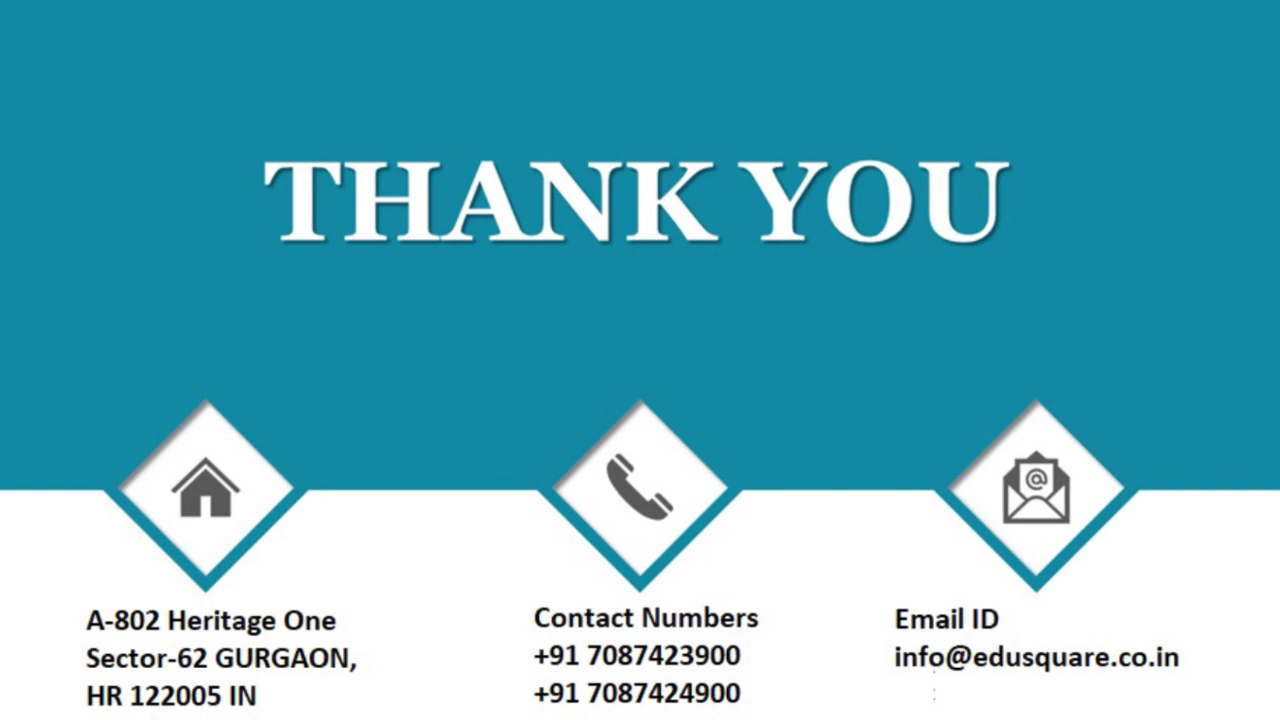 THANK YOU
A-802 Heritage One
Sector-62 GURGAON,
HR 122005 IN
Contact Numbers
+91 7087423900
+91 7087424900
Email ID
info@edusquare.co.in